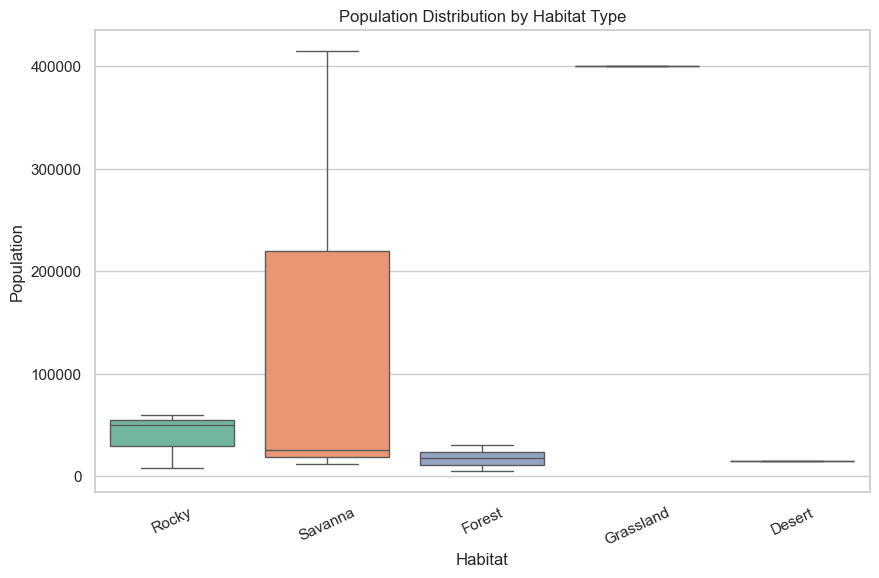 Population Distribution by Habitat Type
Population
400000
300000
200000
100000
0
Rocky
Savanna
Forest
Grassland
Desert
Habitat